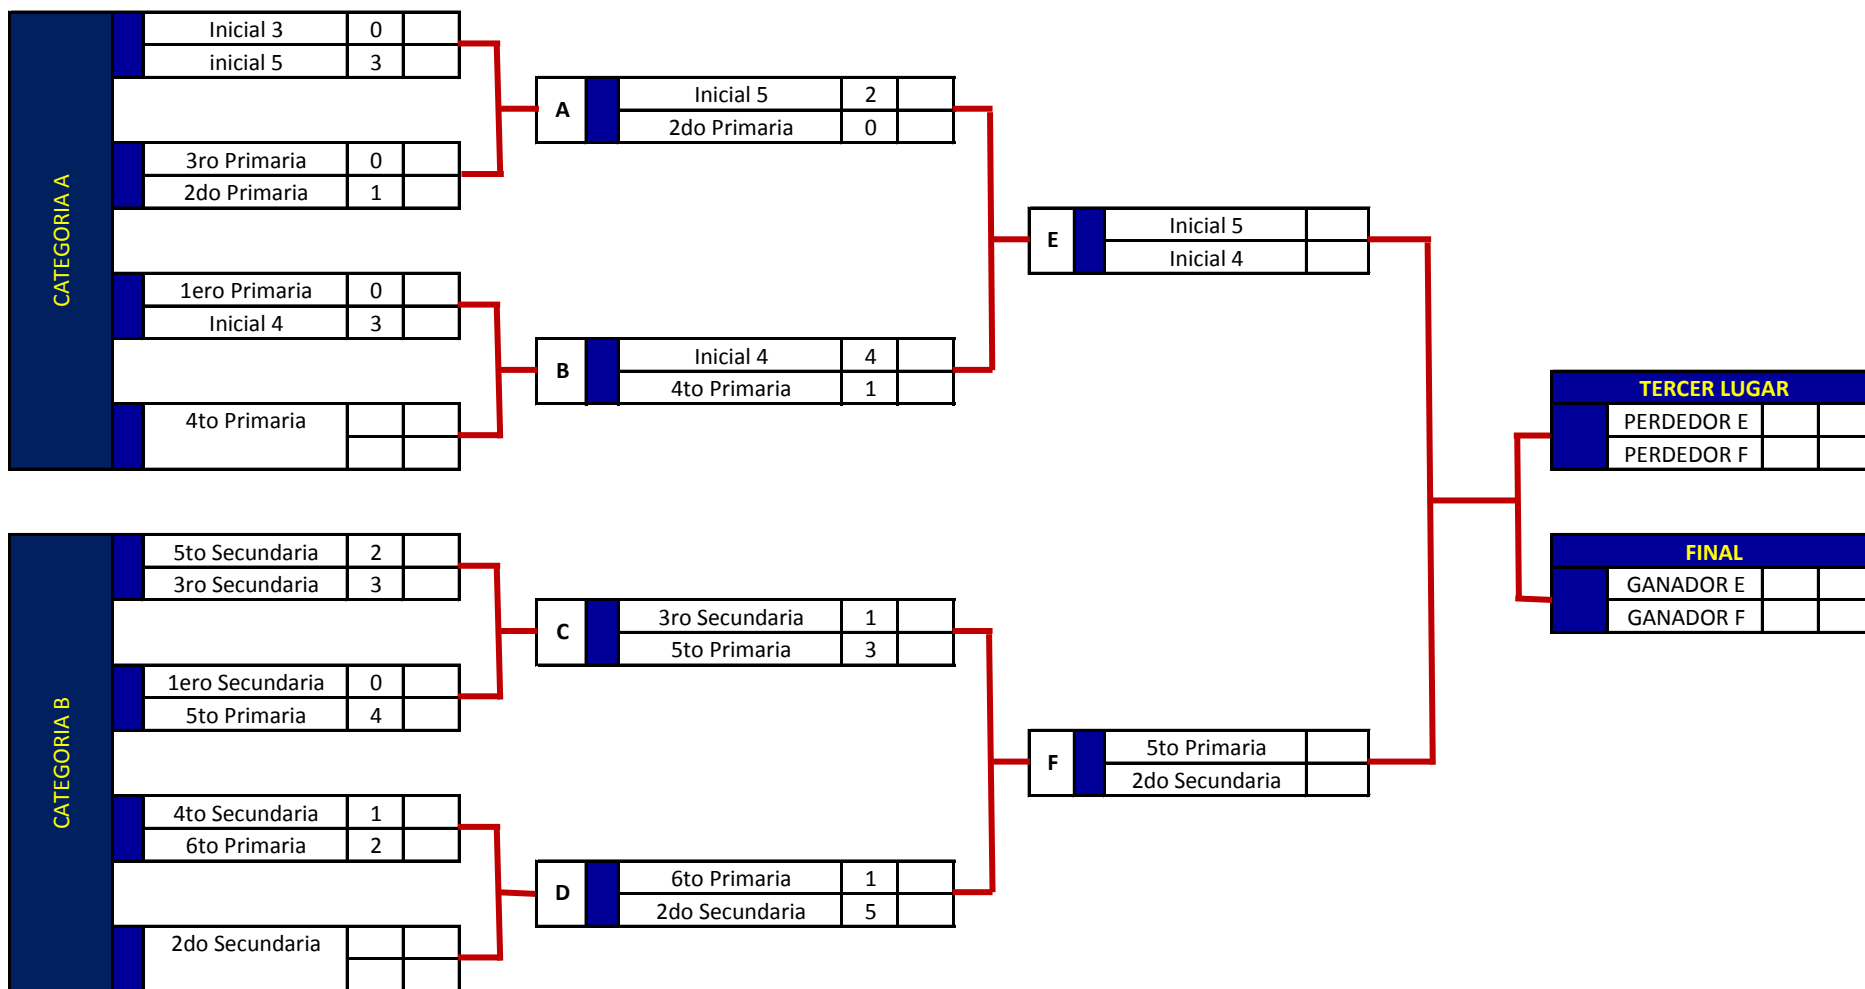 CATEGORIA A
Inicial 3 0
inicial 5 3
3ro Primaria 0
2do Primaria 1
1ero Primaria 0
Inicial 4 3
4to Primaria
A
Inicial 5 2
2do Primaria 0
B
Inicial 4 4
4to Primaria 1
E
Inicial 5
Inicial 4
CATEGORIA B
5to Secundaria 2
3ro Secundaria 3
1ero Secundaria 0
5to Primaria 4
4to Secundaria 1
6to Primaria 2
2do Secundaria
C
3ro Secundaria 1
5to Primaria 3
D
6to Primaria 1
2do Secundaria 5
F
5to Primaria
2do Secundaria
TERCER LUGAR
PERDEDOR E
PERDEDOR F
FINAL
GANADOR E
GANADOR F